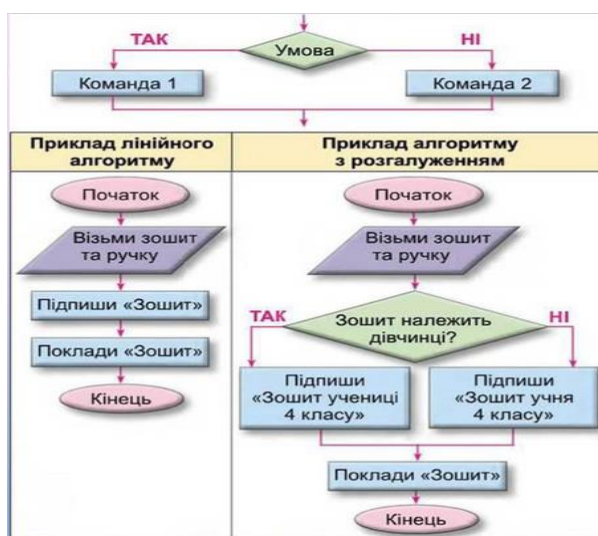 ТАК
Умова
НІ
Команда 1
Команда 2
Приклад лінійного
алгоритму
Початок
Візьми зошит
та ручку
Підпиши «Зошит»
Поклади «Зошит»
Кінець
Приклад алгоритму
з розгалуженням
Початок
Візьми зошит
та ручку
ТАК
Зошит належить
дівчинці?
НІ
Підпиши
«Зошит учениці
4 класу»
Підпиши
«Зошит учня
4 класу»
Поклади «Зошит»
Кінець